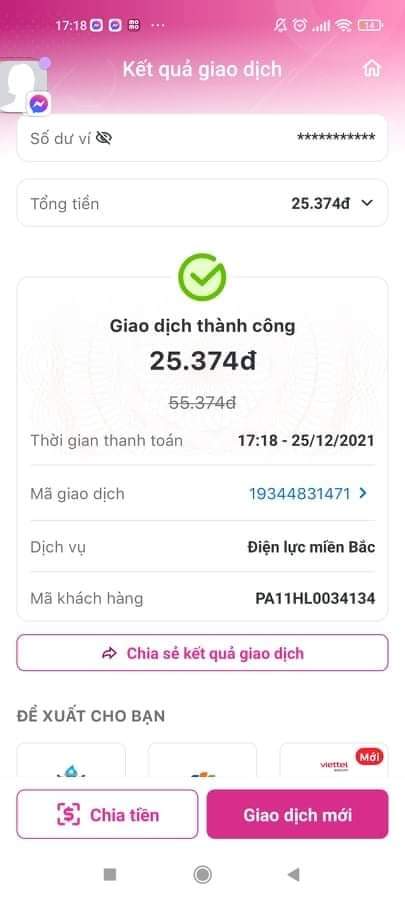 17:18 ...
14
Kết quả giao dịch
Số dư ví ***********
Tổng tiền 25.374đ
Giao dịch thành công
25.374đ
55.374đ
Thời gian thanh toán 17:18 - 25/12/2021
Mã giao dịch 19344831471
Dịch vụ Điện lực miền Bắc
Mã khách hàng PA11HL0034134
Chia sẻ kết quả giao dịch
ĐỀ XUẤT CHO BẠN
viettel
Mới
Chia tiền Giao dịch mới